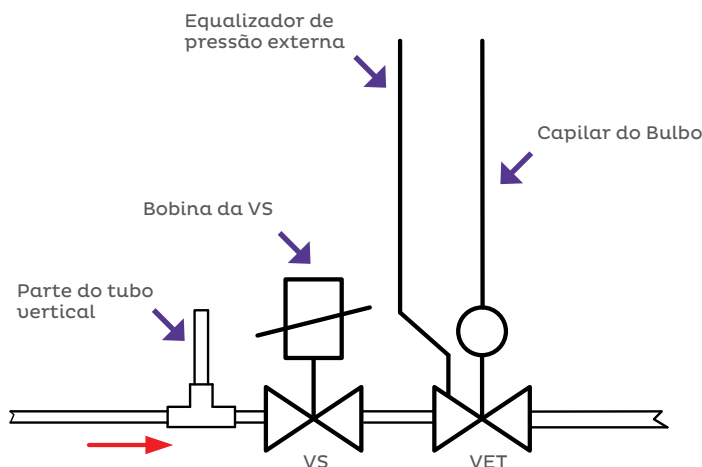 Equalizador de
pressão externa
Capilar do Bulbo
Bobina da VS
Parte do tubo
vertical
VS
VET